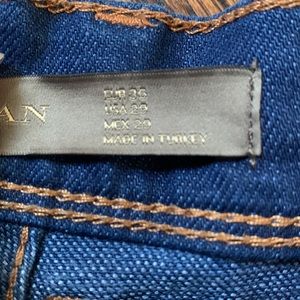 AN
EUR 36
USA 29
MEX 29
MADE IN TURKEY